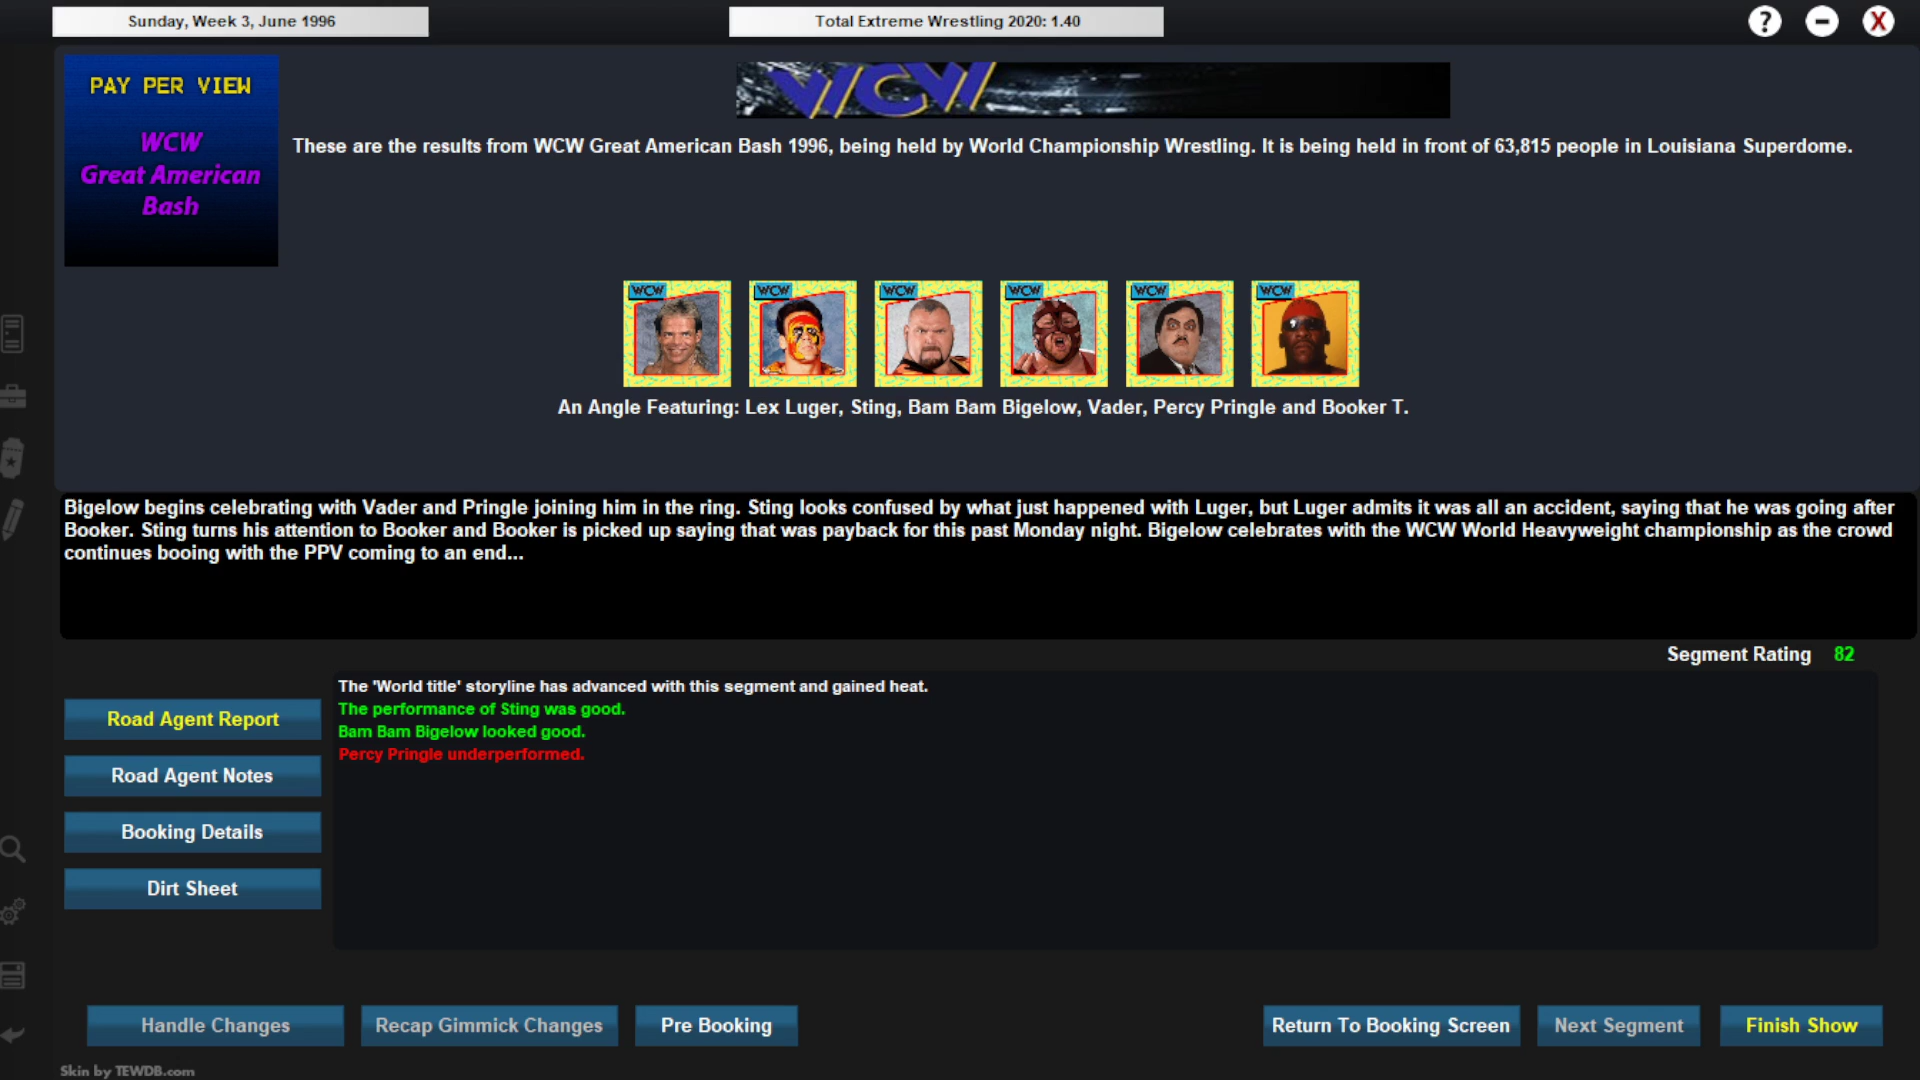 Sunday, Week 3, June 1996
Total Extreme Wrestling 2020: 1.40
?
X
PAY PER VIEW
WCW
Great American
Bash
WCW
These are the results from WCW Great American Bash 1996, being held by World Championship Wrestling. It is being held in front of 63,815 people in Louisiana Superdome.
WCW
WCW
WCW
WCW
WCW
WCW
An Angle Featuring: Lex Luger, Sting, Bam Bam Bigelow, Vader, Percy Pringle and Booker T.
Bigelow begins celebrating with Vader and Pringle joining him in the ring. Sting looks confused by what just happened with Luger, but Luger admits it was all an accident, saying that he was going after
Booker. Sting turns his attention to Booker and Booker is picked up saying that was payback for this past Monday night. Bigelow celebrates with the WCW World Heavyweight championship as the crowd
continues booing with the PPV coming to an end...
Segment Rating 82
The 'World title' storyline has advanced with this segment and gained heat.
The performance of Sting was good.
Bam Bam Bigelow looked good.
Percy Pringle underperformed.
Road Agent Report
Road Agent Notes
Booking Details
Dirt Sheet
Handle Changes
Recap Gimmick Changes
Pre Booking
Return To Booking Screen
Next Segment
Finish Show
Skin by TEWDB.com